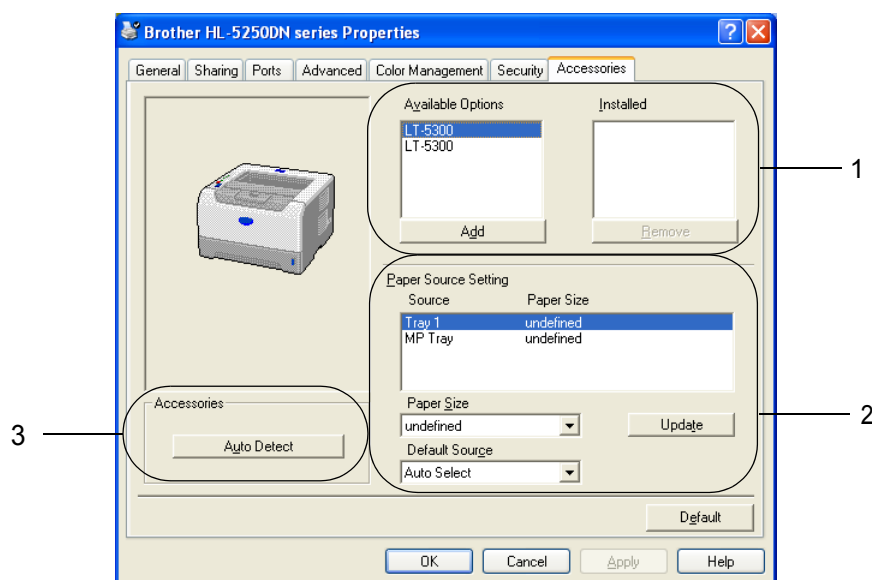 Brother HL-5250DN series Properties
General Sharing Ports Advanced Color Management Security Accessories
Available Options Installed
LT-5300
LT-5300
Add Remove
1
Paper Source Setting
Source Paper Size
Tray 1 undefined
MP Tray undefined
Paper Size
undefined Update
Default Source
Auto Select
2
Accessories
Auto Detect
3
Default
OK Cancel Apply Help